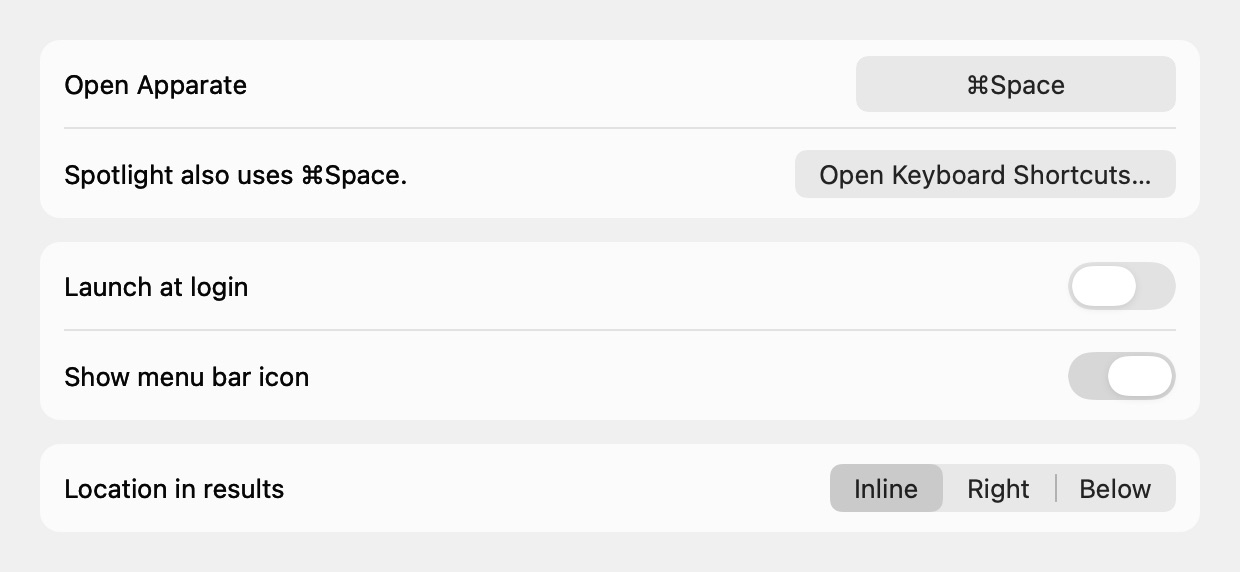 Open Apparate ⌘Space
Spotlight also uses ⌘Space. Open Keyboard Shortcuts...
Launch at login
Show menu bar icon
Location in results Inline Right Below